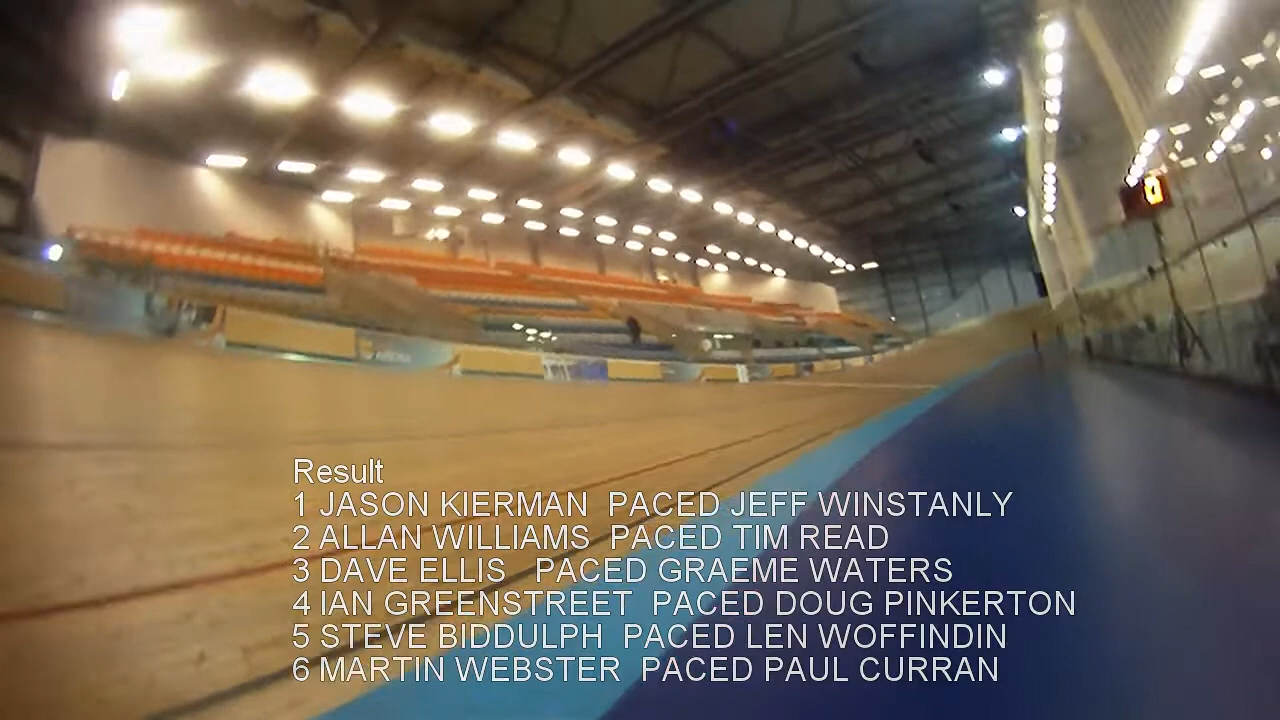 Result
1 JASON KIERMAN PACED JEFF WINSTANLY
2 ALLAN WILLIAMS PACED TIM READ
3 DAVE ELLIS PACED GRAEME WATERS
4 IAN GREENSTREET PACED DOUG PINKERTON
5 STEVE BIDDULPH PACED LEN WOFFINDIN
6 MARTIN WEBSTER PACED PAUL CURRAN